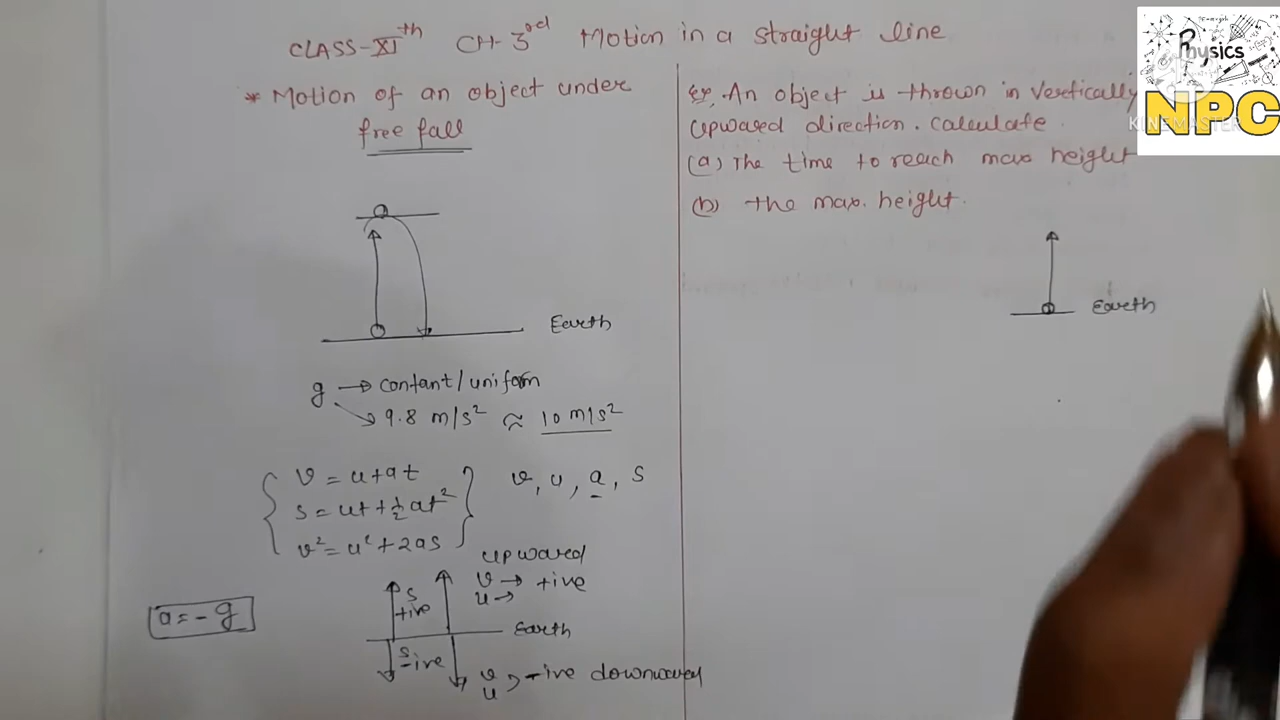 CLASS-XIth CH-3rd Motion in a straight line
* Motion of an object under
free fall
Earth
g → contant/uniform
→ 9.8 m/s² ≈ 10 m/s²
v = u+at
s = ut+½at²
v² = u²+2as
v, u, a, s
upward
v → +ive
u →
s
+ive
Earth
a = -g
s
-ive
v
u
-ive downward
Ex. An object is thrown in vertically
upward direction. calculate
(a) The time to reach max height
(b) the max. height.
Earth
Physics
NPC
KINEMASTER